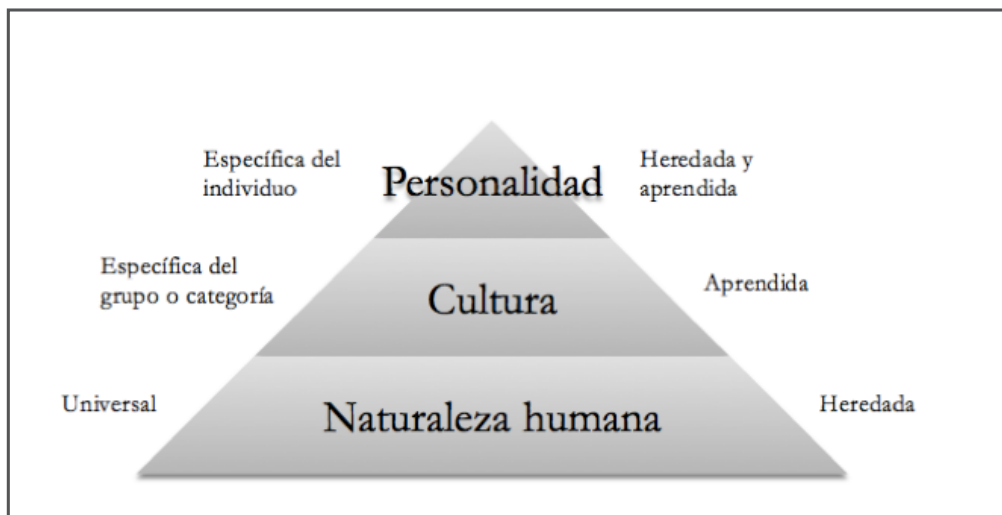 Específica del
individuo
Personalidad
Heredada y
aprendida
Específica del
grupo o categoría
Cultura
Aprendida
Universal
Naturaleza humana
Heredada